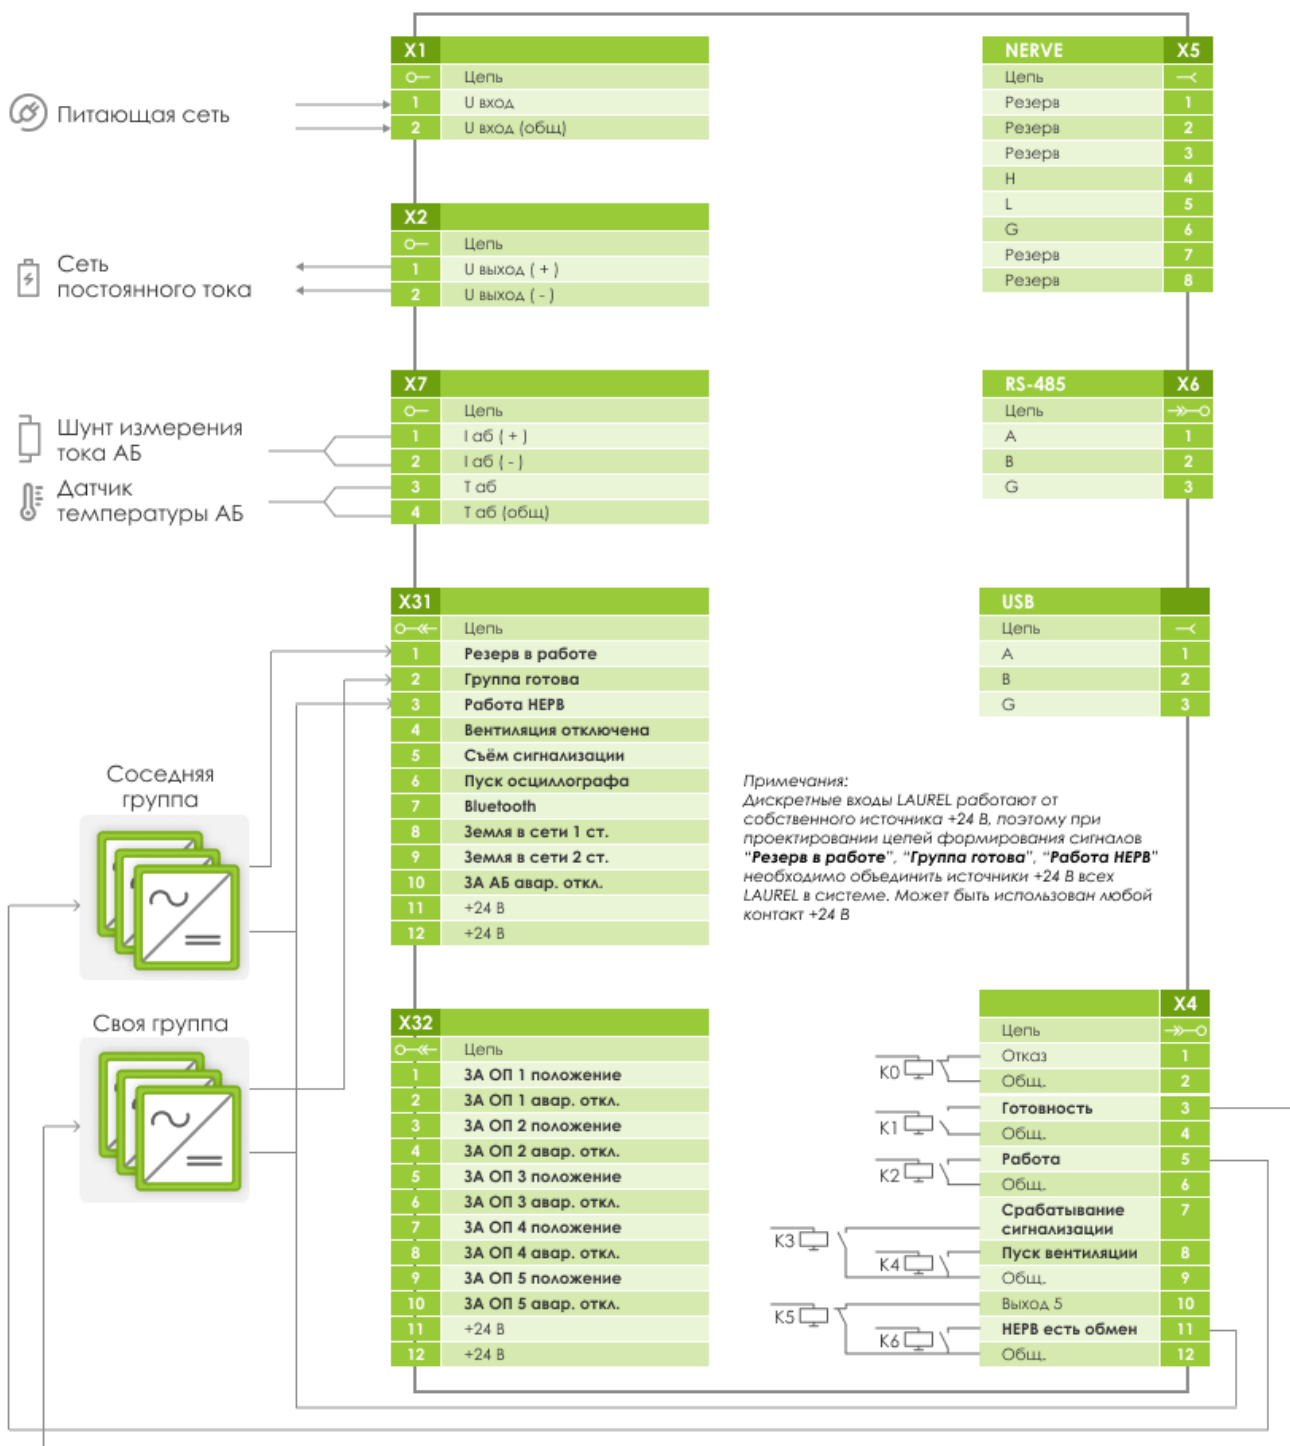 X1
Цепь
1 U вход
2 U вход (общ)
Питающая сеть
X2
Цепь
1 U выход ( + )
2 U выход ( - )
Сеть
постоянного тока
X7
Цепь
1 I аб ( + )
2 I аб ( - )
3 Т аб
4 Т аб (общ)
Шунт измерения
тока АБ
Датчик
температуры АБ
X31
Цепь
1 Резерв в работе
2 Группа готова
3 Работа НЕРВ
4 Вентиляция отключена
5 Съём сигнализации
6 Пуск осциллографа
7 Bluetooth
8 Земля в сети 1 ст.
9 Земля в сети 2 ст.
10 ЗА АБ авар. откл.
11 +24 В
12 +24 В
Соседняя
группа
Своя группа
X32
Цепь
1 ЗА ОП 1 положение
2 ЗА ОП 1 авар. откл.
3 ЗА ОП 2 положение
4 ЗА ОП 2 авар. откл.
5 ЗА ОП 3 положение
6 ЗА ОП 3 авар. откл.
7 ЗА ОП 4 положение
8 ЗА ОП 4 авар. откл.
9 ЗА ОП 5 положение
10 ЗА ОП 5 авар. откл.
11 +24 В
12 +24 В
NERVE X5
Цепь
Резерв 1
Резерв 2
Резерв 3
H 4
L 5
G 6
Резерв 7
Резерв 8
RS-485 X6
Цепь
A 1
B 2
G 3
USB
Цепь
A 1
B 2
G 3
Примечания:
Дискретные входы LAUREL работают от
собственного источника +24 В, поэтому при
проектировании цепей формирования сигналов
“Резерв в работе”, “Группа готова”, “Работа НЕРВ”
необходимо объединить источники +24 В всех
LAUREL в системе. Может быть использован любой
контакт +24 В
X4
Цепь
Отказ 1
K0
Общ. 2
Готовность 3
K1
Общ. 4
Работа 5
K2
Общ. 6
Срабатывание 7
сигнализации
K3
Пуск вентиляции 8
K4
Общ. 9
Выход 5 10
K5
НЕРВ есть обмен 11
K6
Общ. 12